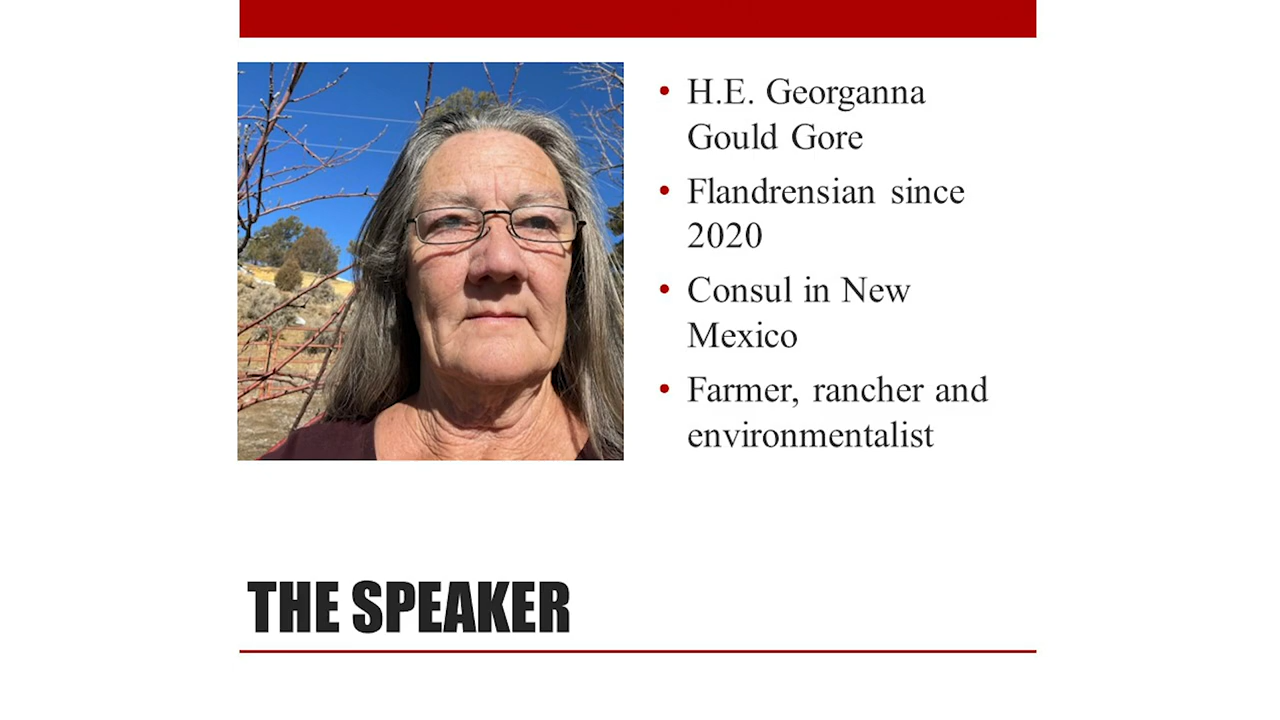 • H.E. Georganna
Gould Gore
• Flandrensian since
2020
• Consul in New
Mexico
• Farmer, rancher and
environmentalist
THE SPEAKER